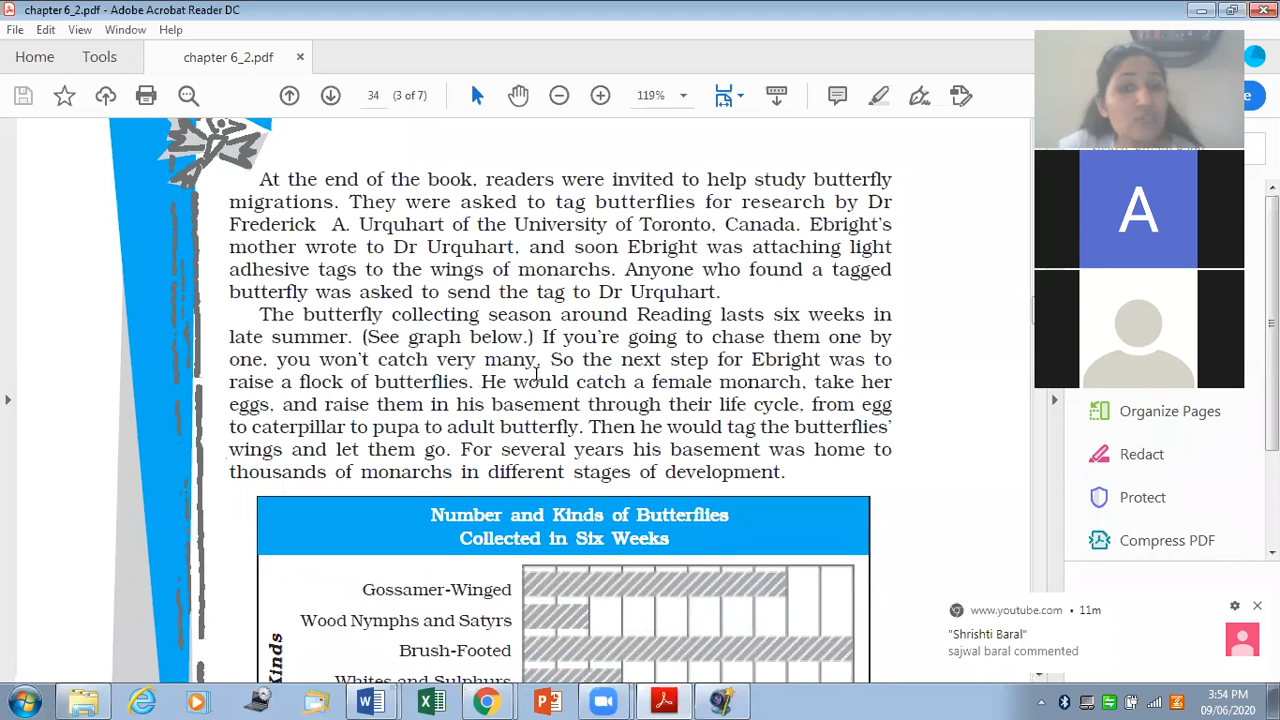 chapter 6_2.pdf - Adobe Acrobat Reader DC
File Edit View Window Help
Home Tools chapter 6_2.pdf ×
34 (3 of 7) 119%
At the end of the book, readers were invited to help study butterfly
migrations. They were asked to tag butterflies for research by Dr
Frederick A. Urquhart of the University of Toronto, Canada. Ebright's
mother wrote to Dr Urquhart, and soon Ebright was attaching light
adhesive tags to the wings of monarchs. Anyone who found a tagged
butterfly was asked to send the tag to Dr Urquhart.
The butterfly collecting season around Reading lasts six weeks in
late summer. (See graph below.) If you're going to chase them one by
one, you won't catch very many. So the next step for Ebright was to
raise a flock of butterflies. He would catch a female monarch, take her
eggs, and raise them in his basement through their life cycle, from egg
to caterpillar to pupa to adult butterfly. Then he would tag the butterflies'
wings and let them go. For several years his basement was home to
thousands of monarchs in different stages of development.
Number and Kinds of Butterflies
Collected in Six Weeks
Gossamer-Winged
Wood Nymphs and Satyrs
Brush-Footed
Whites and Sulphurs
Kinds
A
Organize Pages
Redact
Protect
Compress PDF
www.youtube.com • 11m
"Shrishti Baral"
sajwal baral commented
3:54 PM
09/06/2020